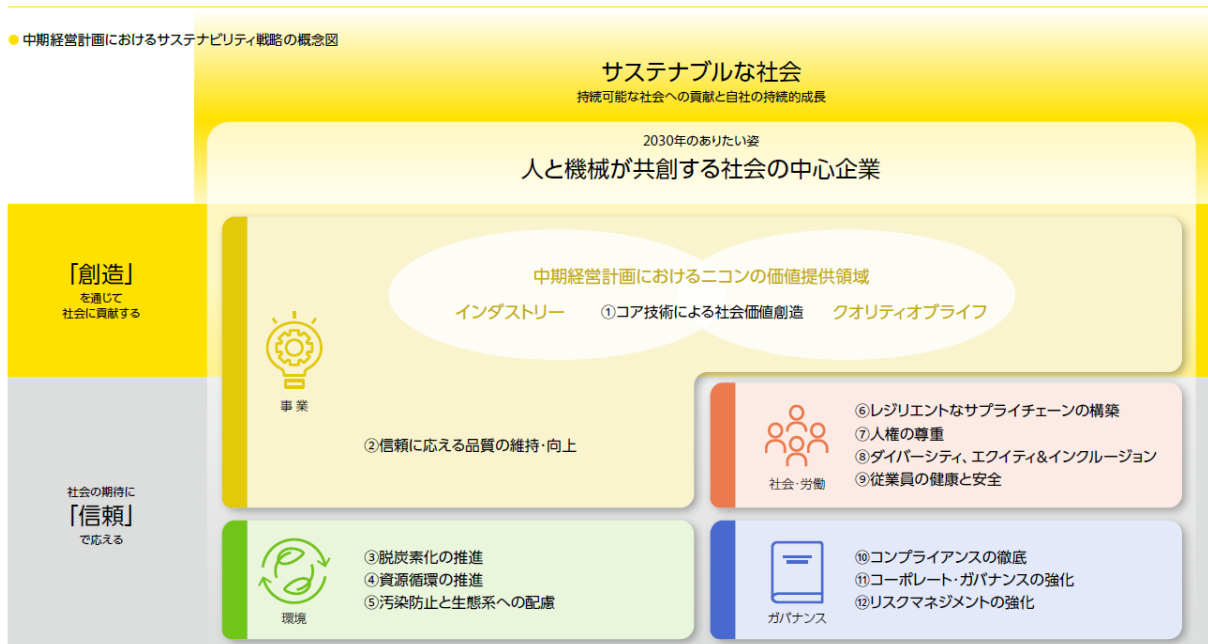 ● 中期経営計画におけるサステナビリティ戦略の概念図
サステナブルな社会
持続可能な社会への貢献と自社の持続的成長
2030年のありたい姿
人と機械が共創する社会の中心企業
「創造」
を通じて
社会に貢献する
中期経営計画におけるニコンの価値提供領域
インダストリー ①コア技術による社会価値創造 クオリティオブライフ
事業
②信頼に応える品質の維持・向上
社会の期待に
「信頼」
で応える
社会・労働
⑥レジリエントなサプライチェーンの構築
⑦人権の尊重
⑧ダイバーシティ、エクイティ&インクルージョン
⑨従業員の健康と安全
環境
③脱炭素化の推進
④資源循環の推進
⑤汚染防止と生態系への配慮
ガバナンス
⑩コンプライアンスの徹底
⑪コーポレート・ガバナンスの強化
⑫リスクマネジメントの強化